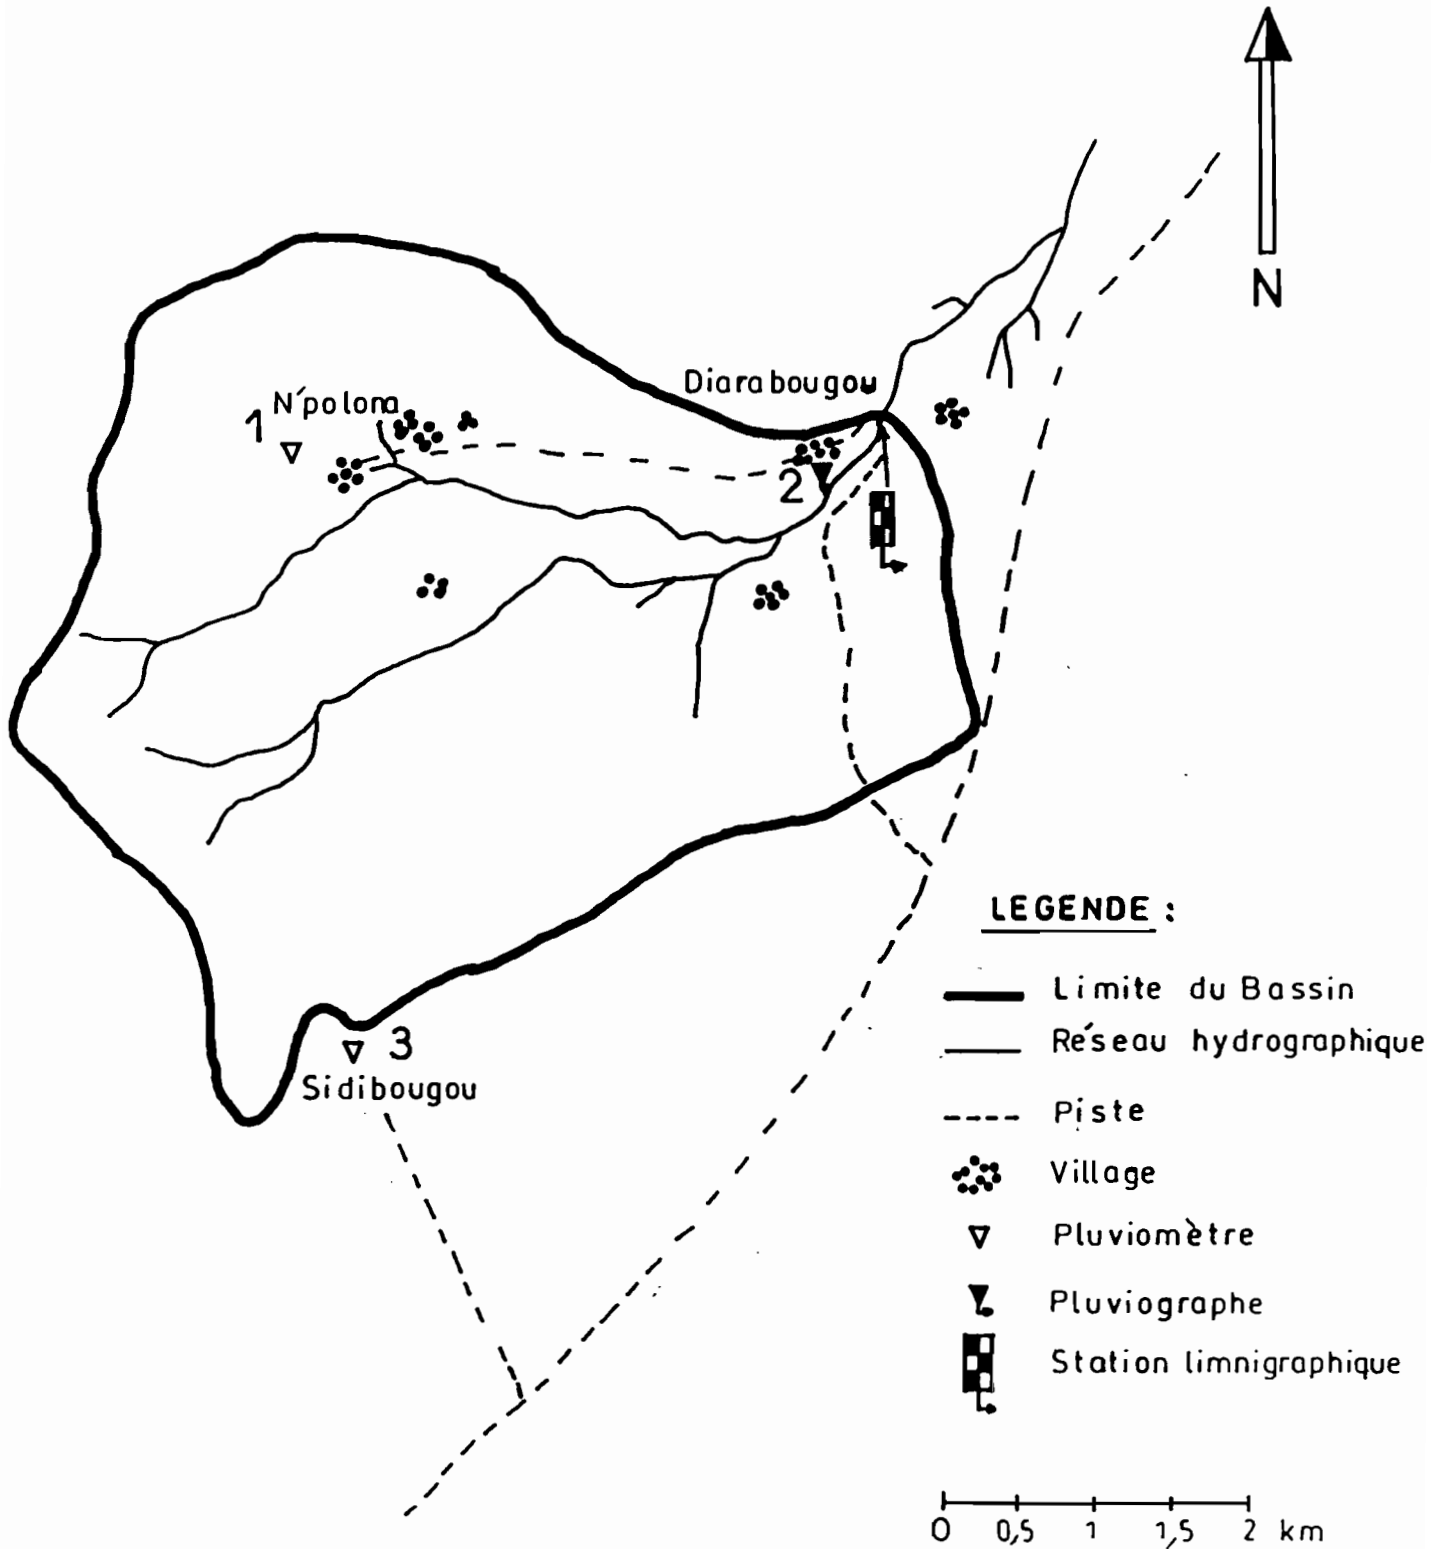 N
Diarabougou
N'polona
1
2
3
Sidibougou
LEGENDE :
Limite du Bassin
Réseau hydrographique
Piste
Village
Pluviomètre
Pluviographe
Station limnigraphique
0 0,5 1 1,5 2 km